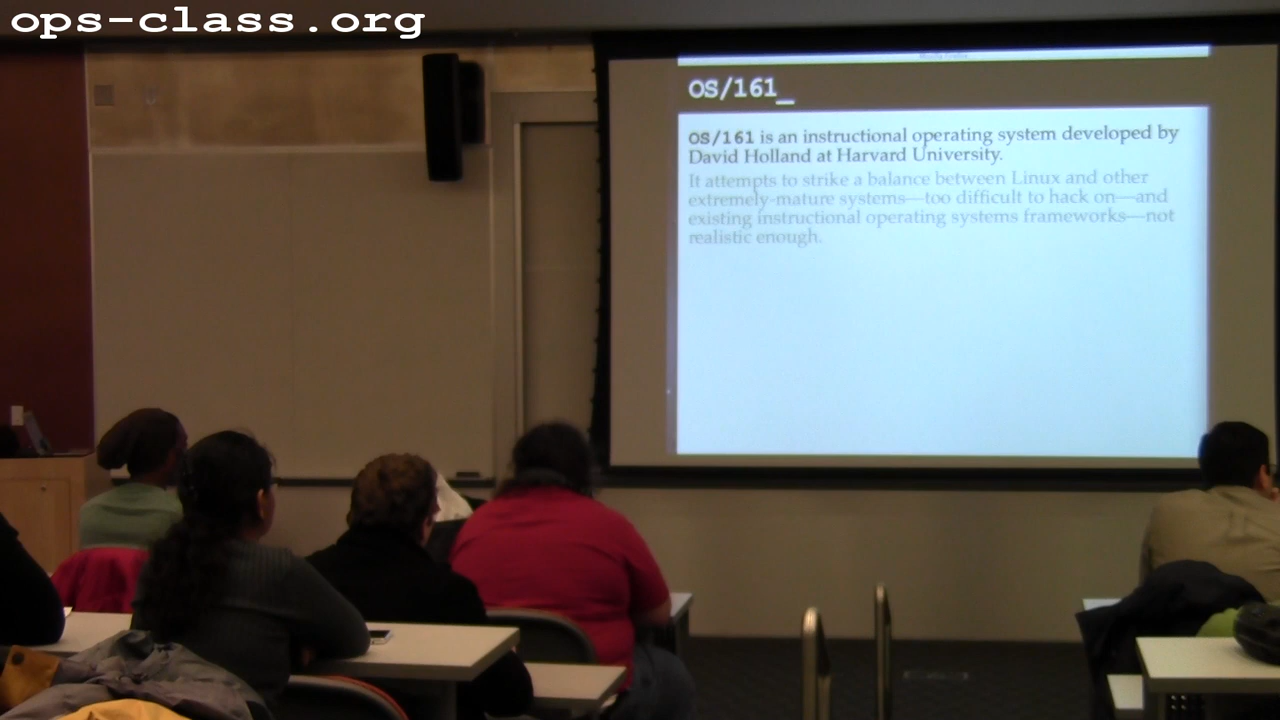 ops-class.org
OS/161_
OS/161 is an instructional operating system developed by
David Holland at Harvard University.
It attempts to strike a balance between Linux and other
extremely-mature systems—too difficult to hack on—and
existing instructional operating systems frameworks—not
realistic enough.